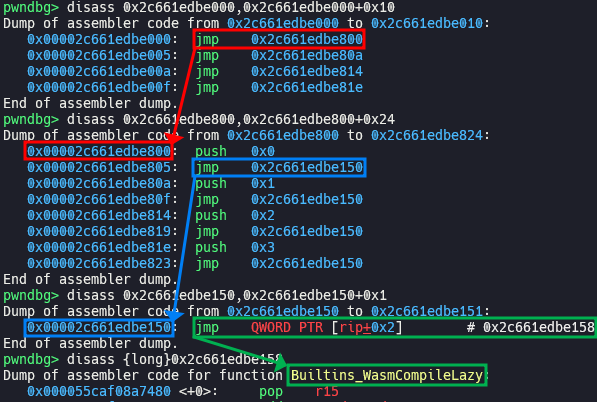 pwndbg> disass 0x2c661edbe000,0x2c661edbe000+0x10
Dump of assembler code from 0x2c661edbe000 to 0x2c661edbe010:
0x00002c661edbe000: jmp 0x2c661edbe800
0x00002c661edbe005: jmp 0x2c661edbe80a
0x00002c661edbe00a: jmp 0x2c661edbe814
0x00002c661edbe00f: jmp 0x2c661edbe81e
End of assembler dump.
pwndbg> disass 0x2c661edbe800,0x2c661edbe800+0x24
Dump of assembler code from 0x2c661edbe800 to 0x2c661edbe824:
0x00002c661edbe800: push 0x0
0x00002c661edbe805: jmp 0x2c661edbe150
0x00002c661edbe80a: push 0x1
0x00002c661edbe80f: jmp 0x2c661edbe150
0x00002c661edbe814: push 0x2
0x00002c661edbe819: jmp 0x2c661edbe150
0x00002c661edbe81e: push 0x3
0x00002c661edbe823: jmp 0x2c661edbe150
End of assembler dump.
pwndbg> disass 0x2c661edbe150,0x2c661edbe150+0x1
Dump of assembler code from 0x2c661edbe150 to 0x2c661edbe151:
0x00002c661edbe150: jmp QWORD PTR [rip+0x2] # 0x2c661edbe158
End of assembler dump.
pwndbg> disass {long}0x2c661edbe158
Dump of assembler code for function Builtins_WasmCompileLazy:
0x000055caf08a7480 <+0>: pop r15